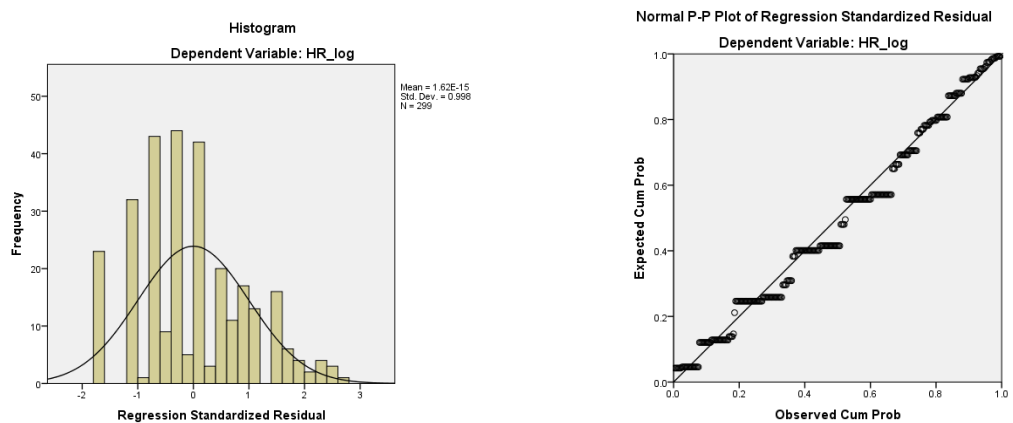 Histogram
Dependent Variable: HR_log
Mean = 1.62E-15
Std. Dev. = 0.998
N = 299
50
40
30
20
10
0
Frequency
-2 -1 0 1 2 3
Regression Standardized Residual
Normal P-P Plot of Regression Standardized Residual
Dependent Variable: HR_log
1.0
0.8
0.6
0.4
0.2
0.0
Expected Cum Prob
0.0 0.2 0.4 0.6 0.8 1.0
Observed Cum Prob